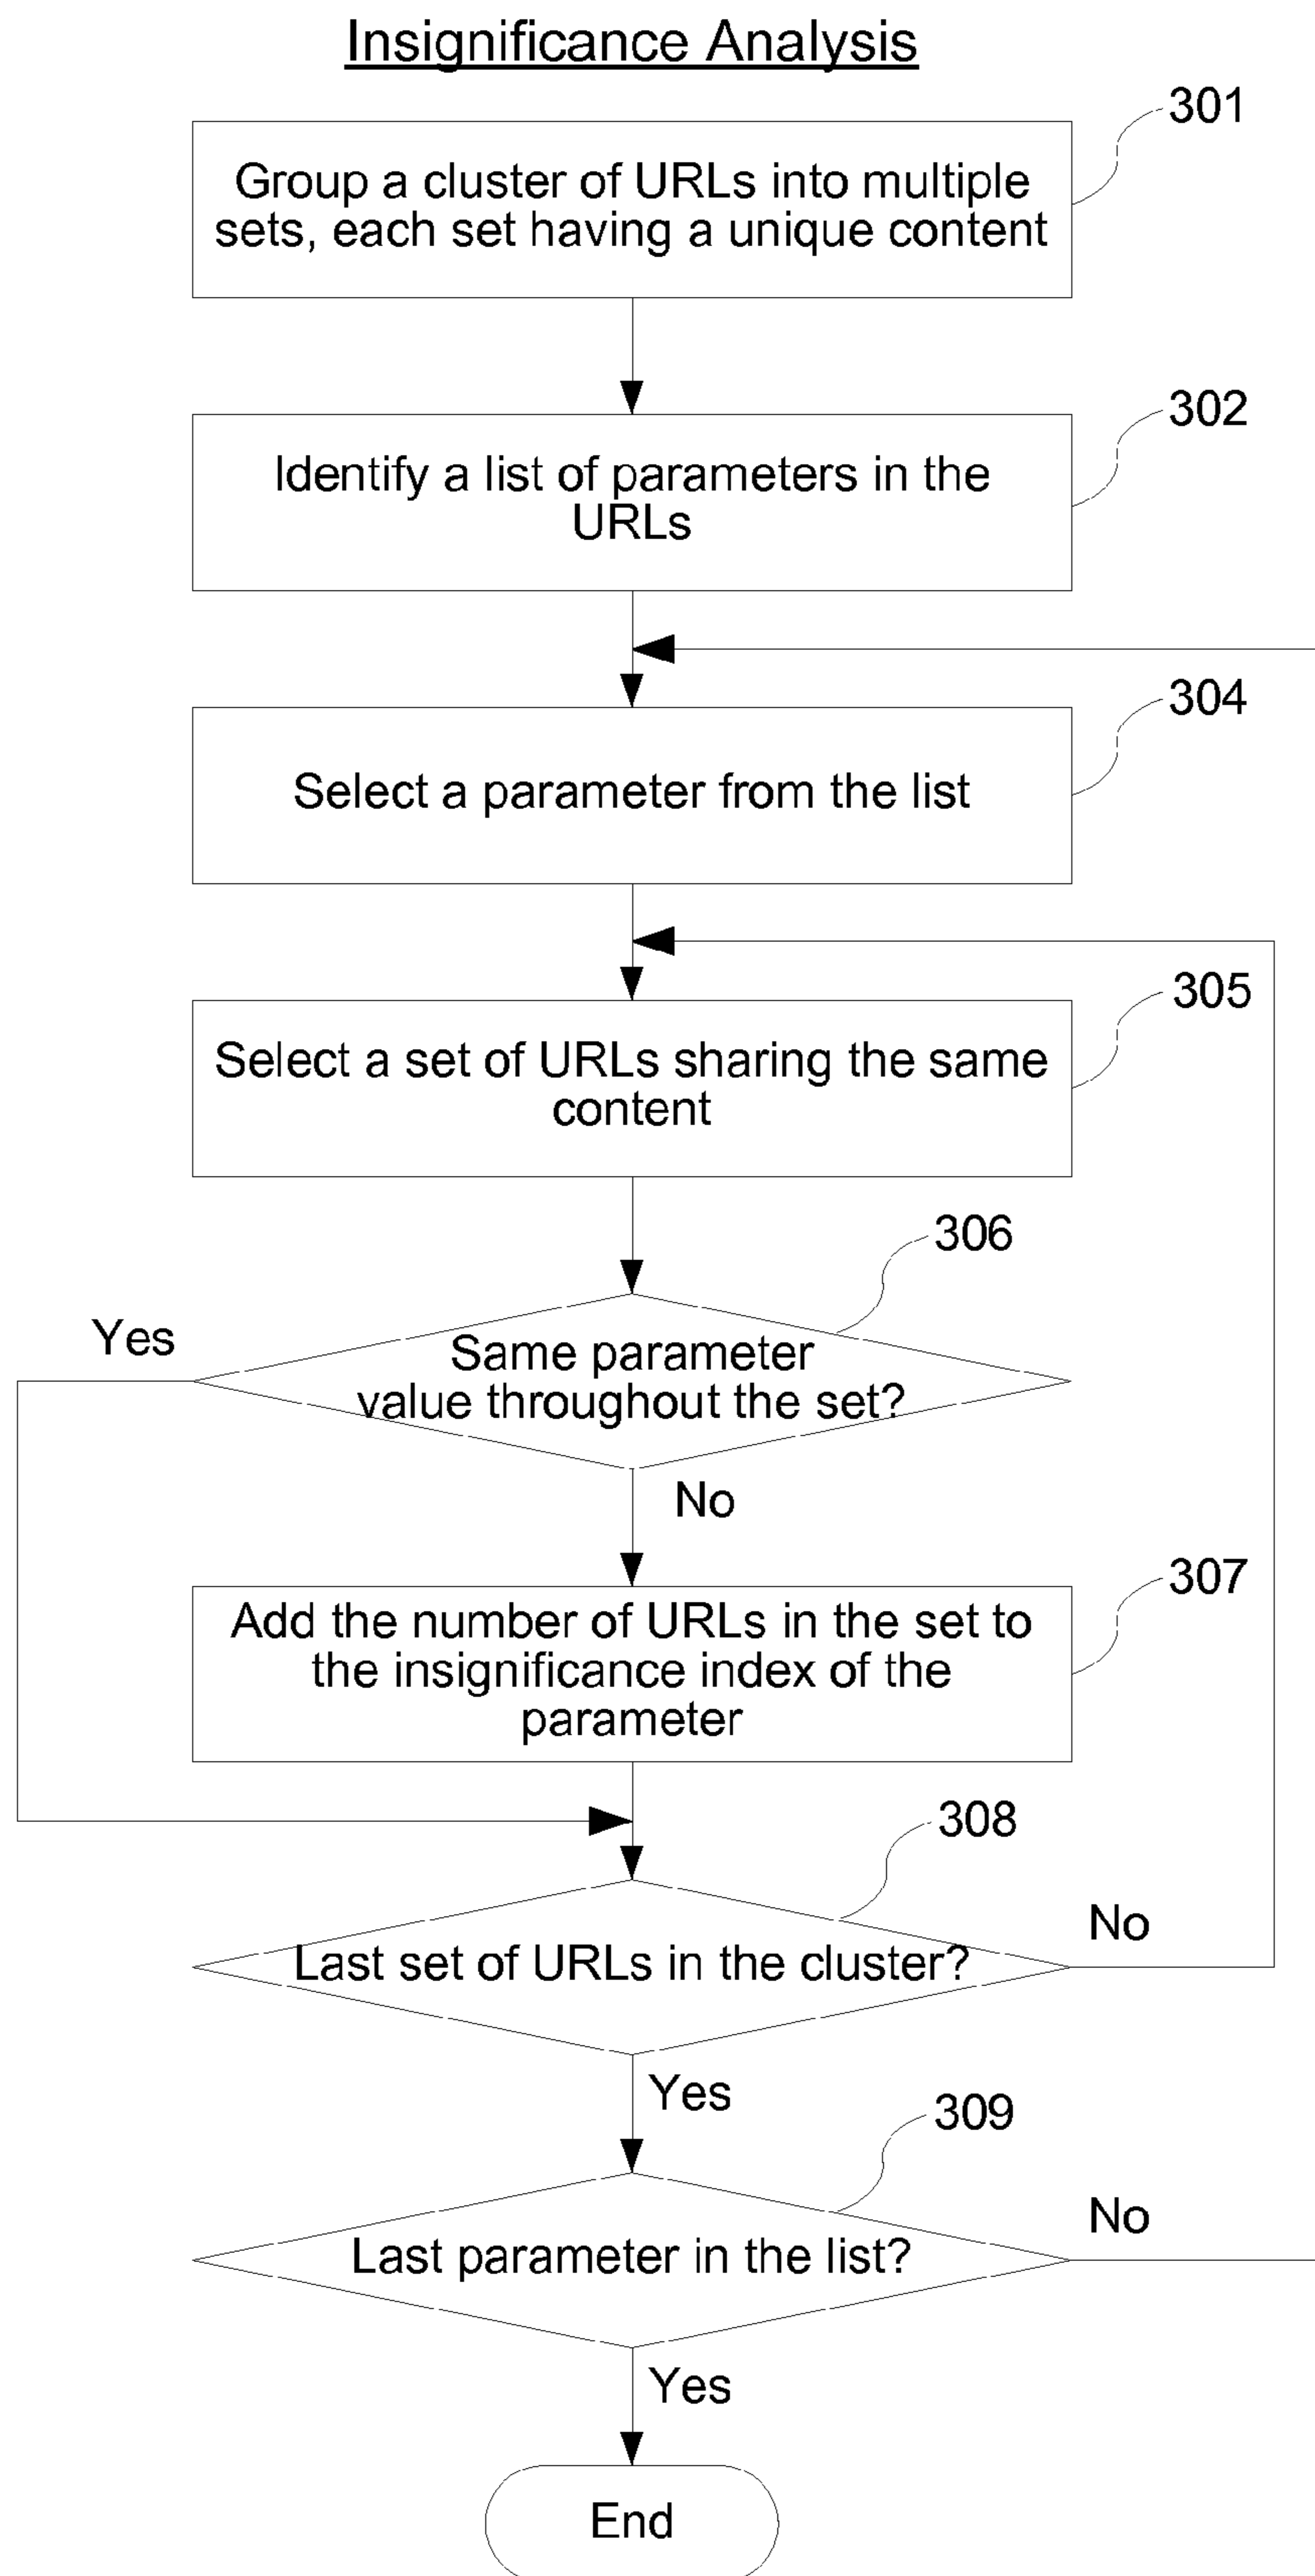 Insignificance Analysis
301
Group a cluster of URLs into multiple
sets, each set having a unique content
302
Identify a list of parameters in the
URLs
304
Select a parameter from the list
305
Select a set of URLs sharing the same
content
306
Yes
Same parameter
value throughout the set?
No
307
Add the number of URLs in the set to
the insignificance index of the
parameter
308
No
Last set of URLs in the cluster?
Yes
309
No
Last parameter in the list?
Yes
End